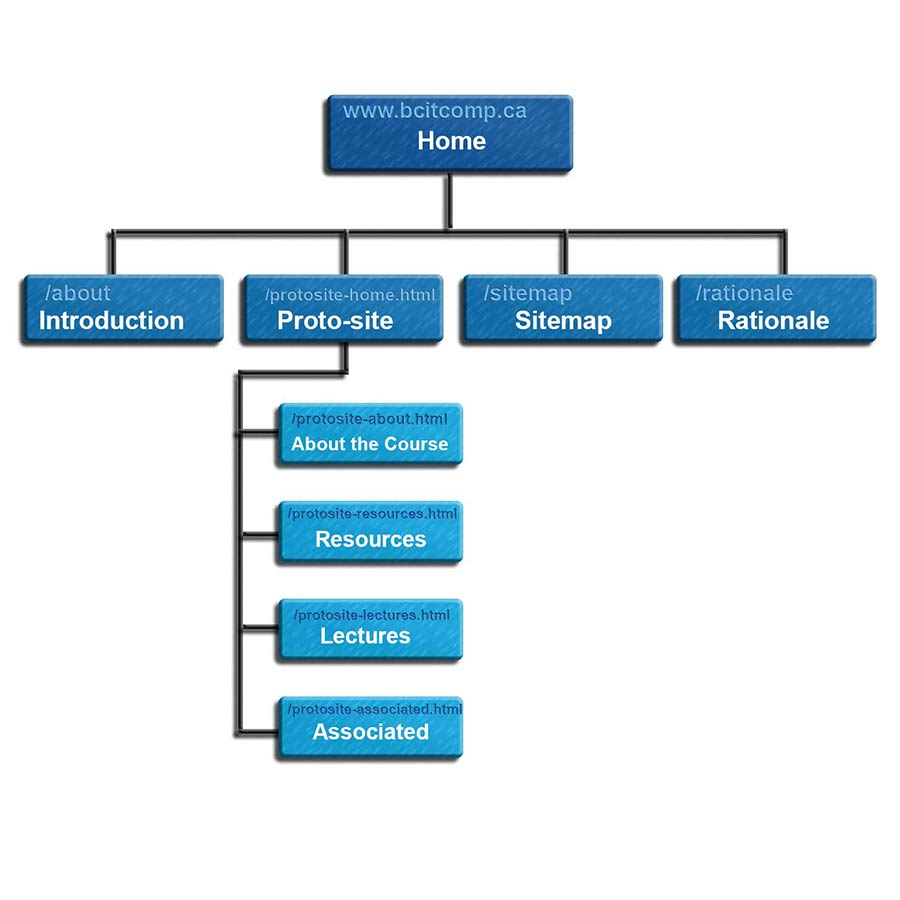 www.bcitcomp.ca
Home
/about
Introduction
/protosite-home.html
Proto-site
/sitemap
Sitemap
/rationale
Rationale
/protosite-about.html
About the Course
/protosite-resources.html
Resources
/protosite-lectures.html
Lectures
/protosite-associated.html
Associated